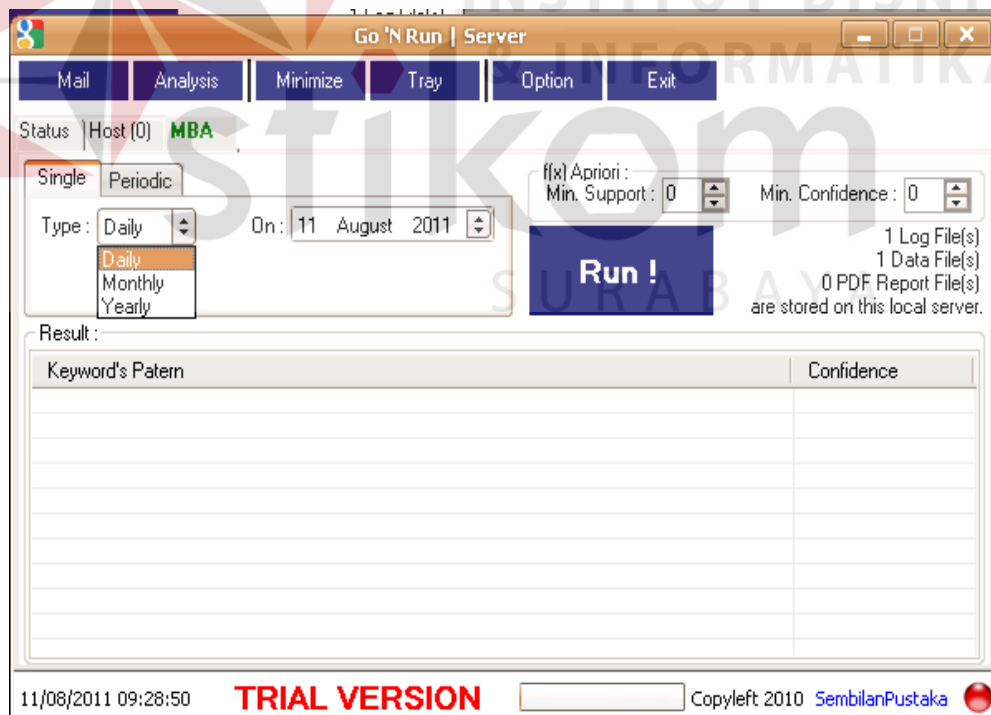 Go 'N Run | Server
Mail Analysis Minimize Tray Option Exit
Status Host (0) MBA
Single Periodic
Type : Daily On : 11 August 2011
Daily
Monthly
Yearly
f(x) Apriori :
Min. Support : 0 Min. Confidence : 0
Run !
1 Log File(s)
1 Data File(s)
0 PDF Report File(s)
are stored on this local server.
Result :
Keyword's Patern Confidence
11/08/2011 09:28:50 TRIAL VERSION Copyleft 2010 SembilanPustaka
& INFORMATIKA
stikom
SURABAYA